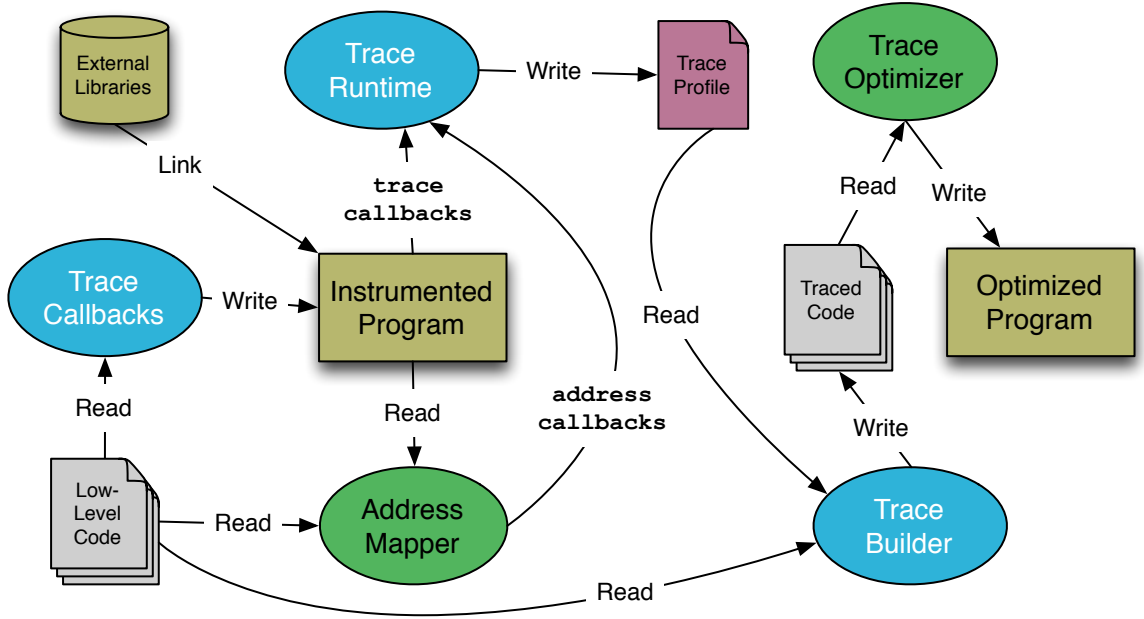 External
Libraries
Trace
Runtime
Write
Trace
Profile
Trace
Optimizer
Link
trace
callbacks
Read
Write
Trace
Callbacks
Write
Instrumented
Program
Read
Traced
Code
Optimized
Program
Read
Read
address
callbacks
Write
Low-
Level
Code
Read
Address
Mapper
Trace
Builder
Read